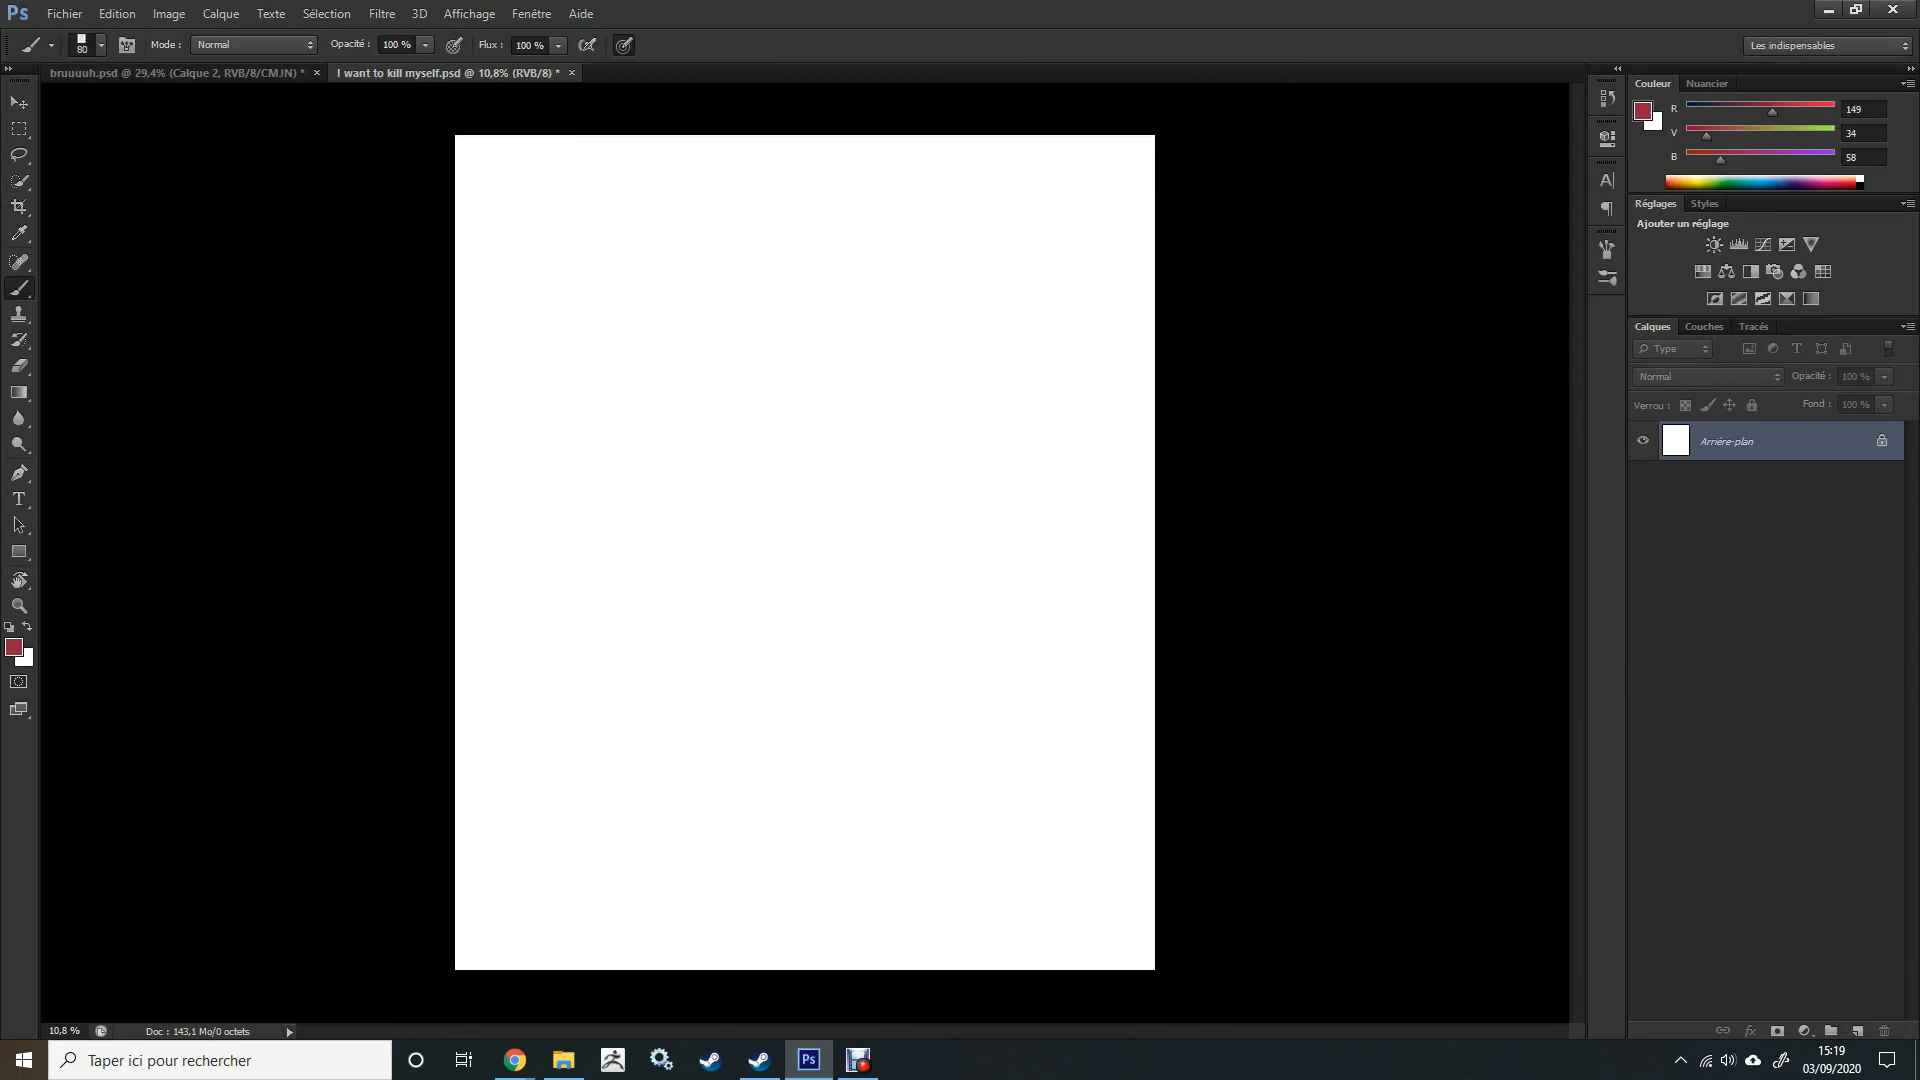 Ps Fichier Edition Image Calque Texte Sélection Filtre 3D Affichage Fenêtre Aide
80 Mode : Normal Opacité : 100 % Flux : 100 % Les indispensables
bruuuuh.psd @ 29,4% (Calque 2, RVB/8/CMJN) * × I want to kill myself.psd @ 10,8% (RVB/8) * ×
Couleur Nuancier
R 149
V 34
B 58
Réglages Styles
Ajouter un réglage
Calques Couches Tracés
Type
Normal Opacité : 100 %
Verrou : Fond : 100 %
Arrière-plan
10,8 % Doc : 143,1 Mo/0 octets
Taper ici pour rechercher
Ps
15:19
03/09/2020